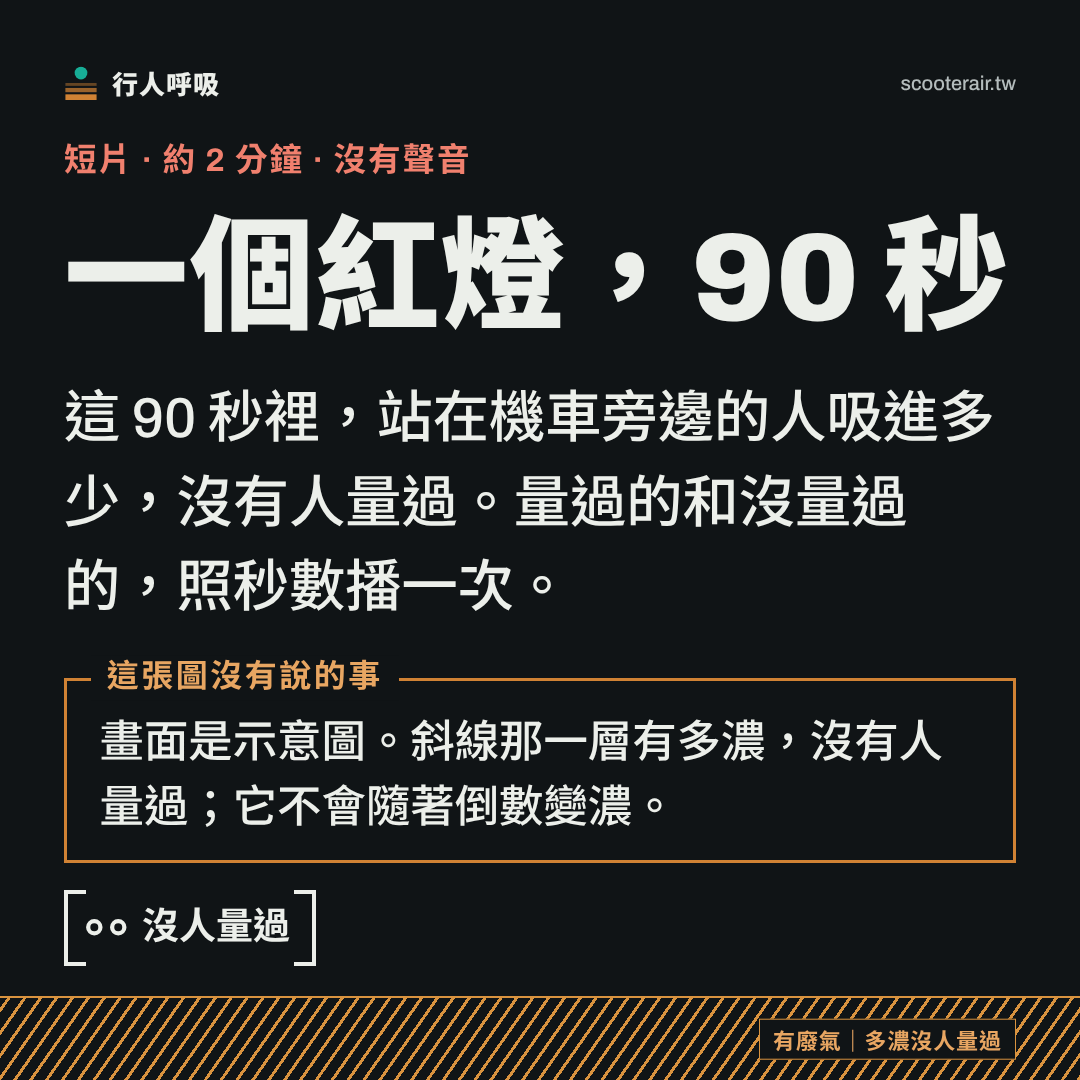 行人呼吸
scooterair.tw
短片 · 約 2 分鐘 · 沒有聲音
一個紅燈，90 秒
這 90 秒裡，站在機車旁邊的人吸進多
少，沒有人量過。量過的和沒量過
的，照秒數播一次。
這張圖沒有說的事
畫面是示意圖。斜線那一層有多濃，沒有人
量過；它不會隨著倒數變濃。
沒人量過
有廢氣｜多濃沒人量過